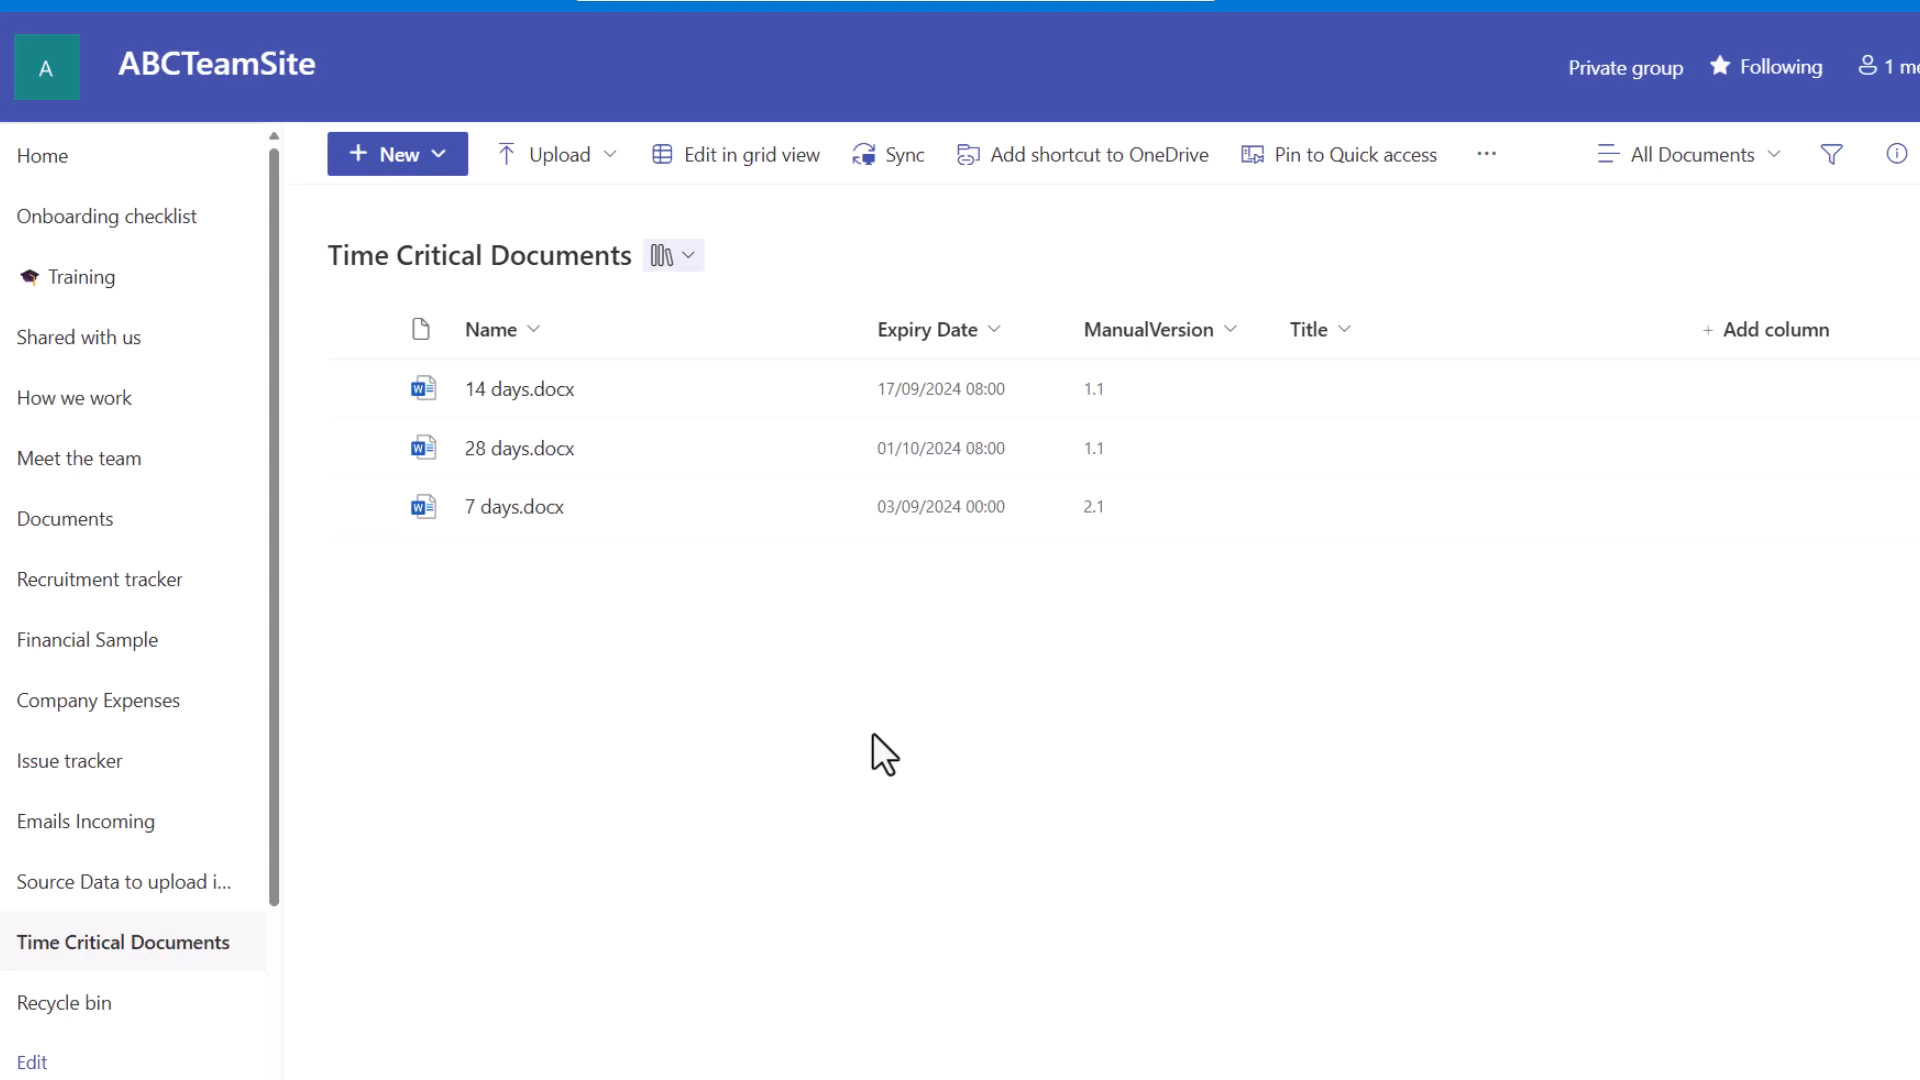 A
ABCTeamSite
Private group
Following
1 me
Home
Onboarding checklist
Training
Shared with us
How we work
Meet the team
Documents
Recruitment tracker
Financial Sample
Company Expenses
Issue tracker
Emails Incoming
Source Data to upload i...
Time Critical Documents
Recycle bin
Edit
+ New
Upload
Edit in grid view
Sync
Add shortcut to OneDrive
Pin to Quick access
...
All Documents
Time Critical Documents
Name Expiry Date ManualVersion Title + Add column
14 days.docx 17/09/2024 08:00 1.1
28 days.docx 01/10/2024 08:00 1.1
7 days.docx 03/09/2024 00:00 2.1